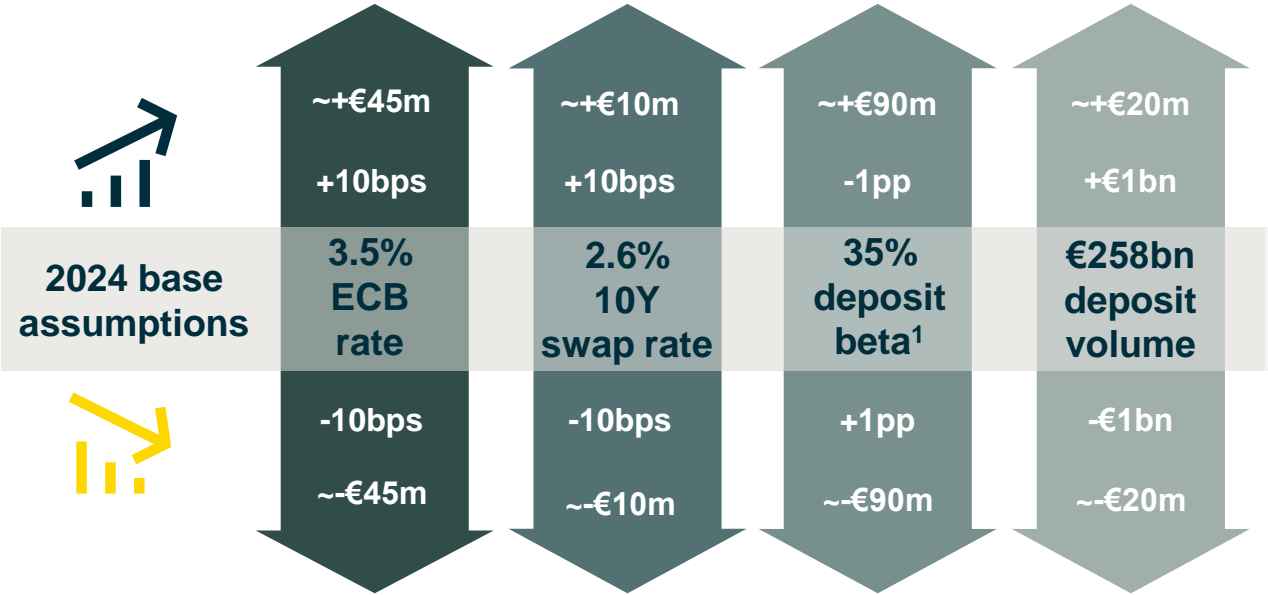 ~+€45m ~+€10m ~+€90m ~+€20m
+10bps +10bps -1pp +€1bn
2024 base
assumptions
3.5%
ECB
rate
2.6%
10Y
swap rate
35%
deposit
beta¹
€258bn
deposit
volume
-10bps -10bps +1pp -€1bn
~-€45m ~-€10m ~-€90m ~-€20m